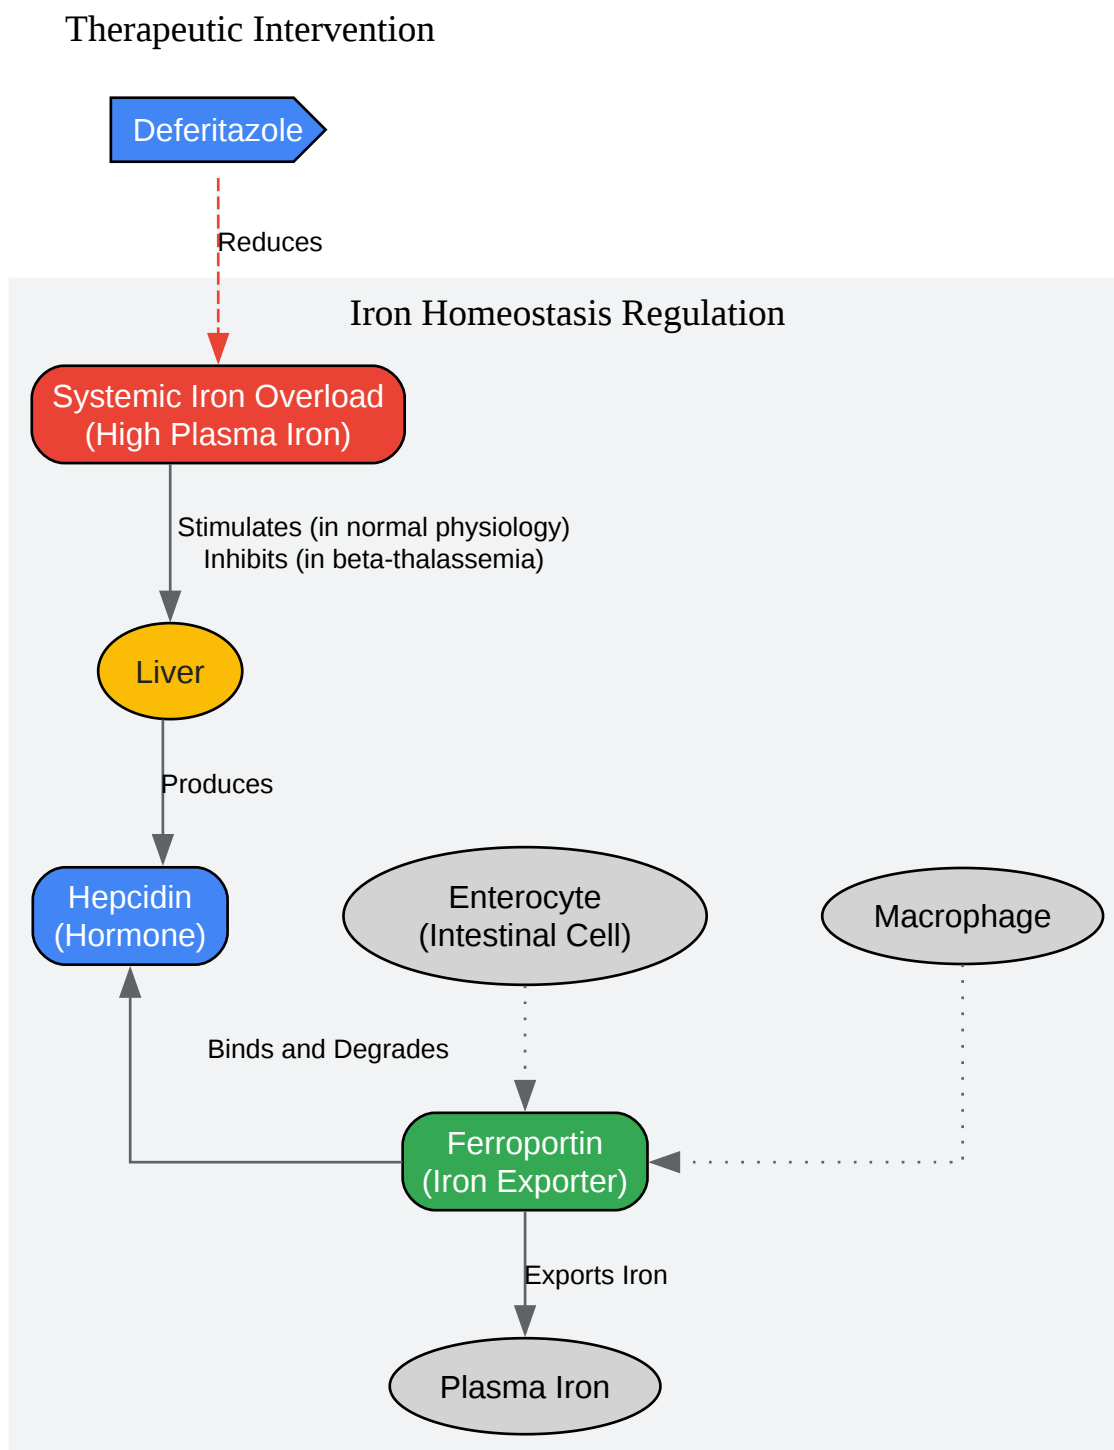 Therapeutic Intervention
Deferitazole
Reduces
Iron Homeostasis Regulation
Systemic Iron Overload
(High Plasma Iron)
Stimulates (in normal physiology)
Inhibits (in beta-thalassemia)
Liver
Produces
Hepcidin
(Hormone)
Enterocyte
(Intestinal Cell)
Macrophage
Binds and Degrades
Ferroportin
(Iron Exporter)
Exports Iron
Plasma Iron